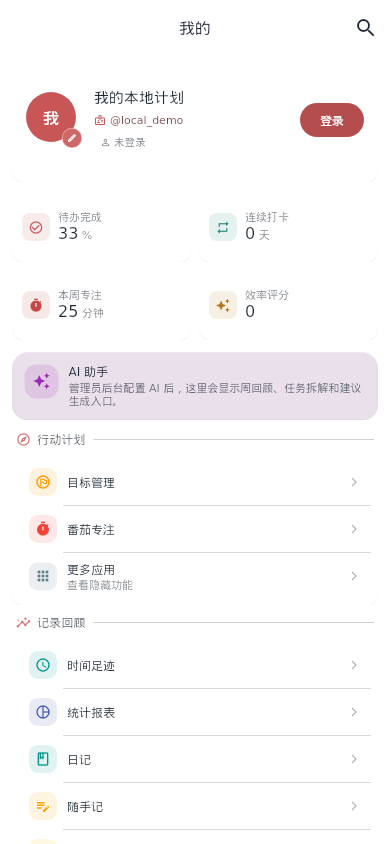 我的
我
我的本地计划
@local_demo
未登录
登录
待办完成
33 %
连续打卡
0 天
本周专注
25 分钟
效率评分
0
AI 助手
管理员后台配置 AI 后，这里会显示周回顾、任务拆解和建议
生成入口。
行动计划
目标管理
番茄专注
更多应用
查看隐藏功能
记录回顾
时间足迹
统计报表
日记
随手记